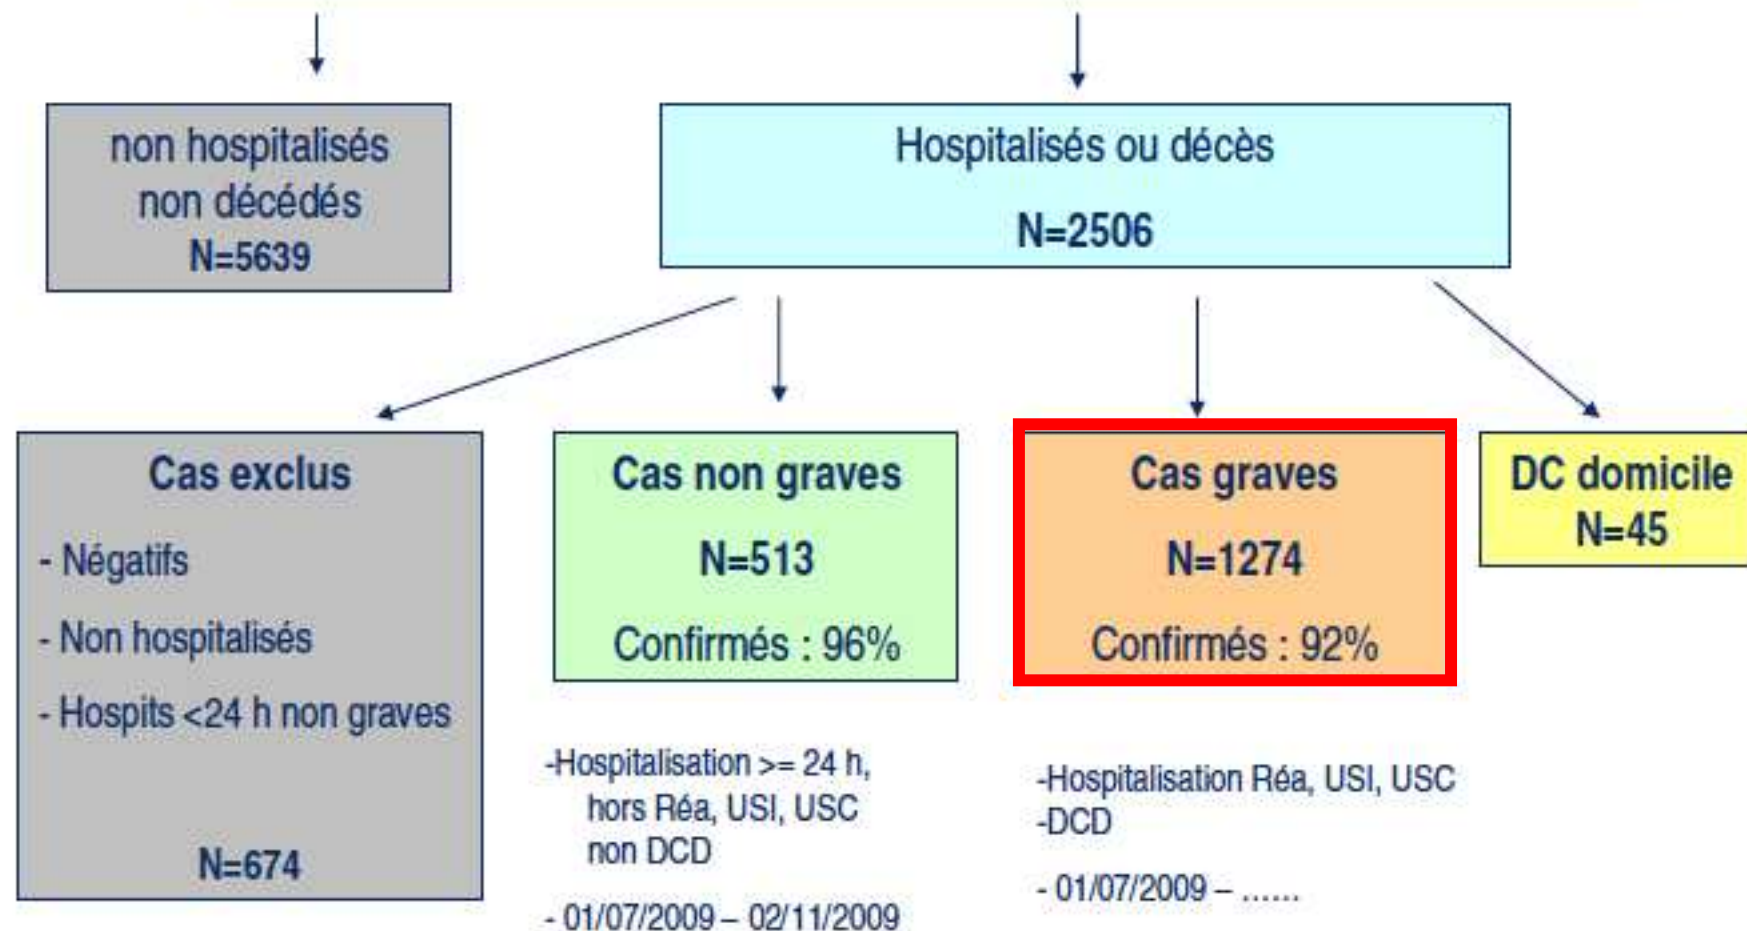 non hospitalisés
non décédés
N=5639
Hospitalisés ou décès
N=2506
Cas exclus
- Négatifs
- Non hospitalisés
- Hospits <24 h non graves
N=674
Cas non graves
N=513
Confirmés : 96%
-Hospitalisation >= 24 h,
hors Réa, USI, USC
non DCD
- 01/07/2009 – 02/11/2009
Cas graves
N=1274
Confirmés : 92%
-Hospitalisation Réa, USI, USC
-DCD
- 01/07/2009 – ......
DC domicile
N=45